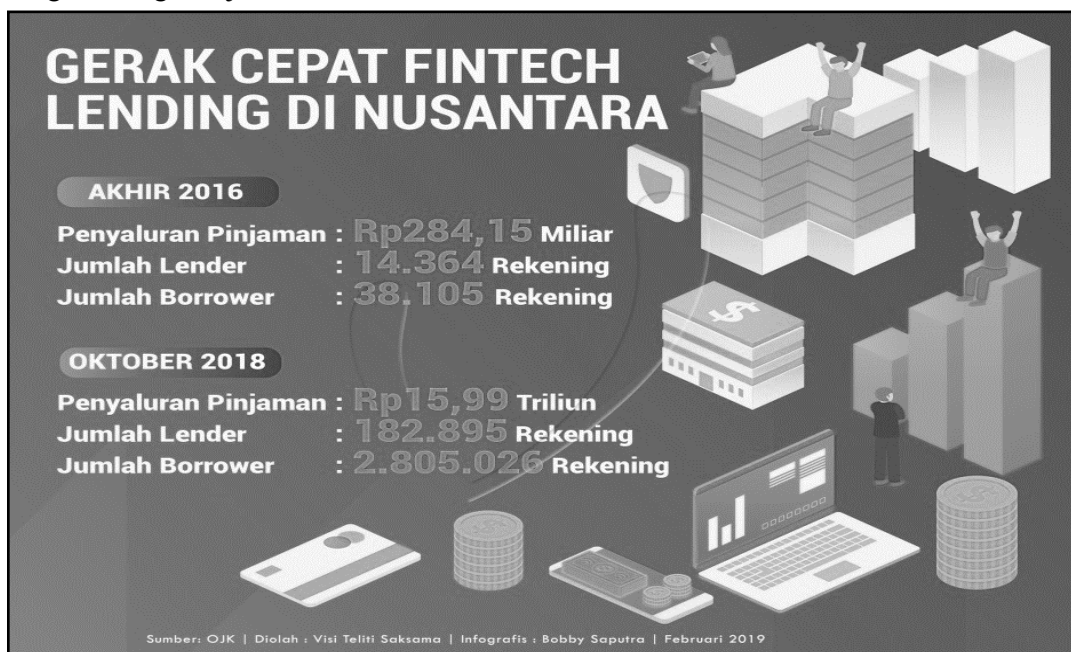 GERAK CEPAT FINTECH
LENDING DI NUSANTARA
AKHIR 2016
Penyaluran Pinjaman : Rp284,15 Miliar
Jumlah Lender : 14.364 Rekening
Jumlah Borrower : 38.105 Rekening
OKTOBER 2018
Penyaluran Pinjaman : Rp15,99 Triliun
Jumlah Lender : 182.895 Rekening
Jumlah Borrower : 2.805.026 Rekening
Sumber: OJK | Diolah : Visi Teliti Saksama | Infografis : Bobby Saputra | Februari 2019